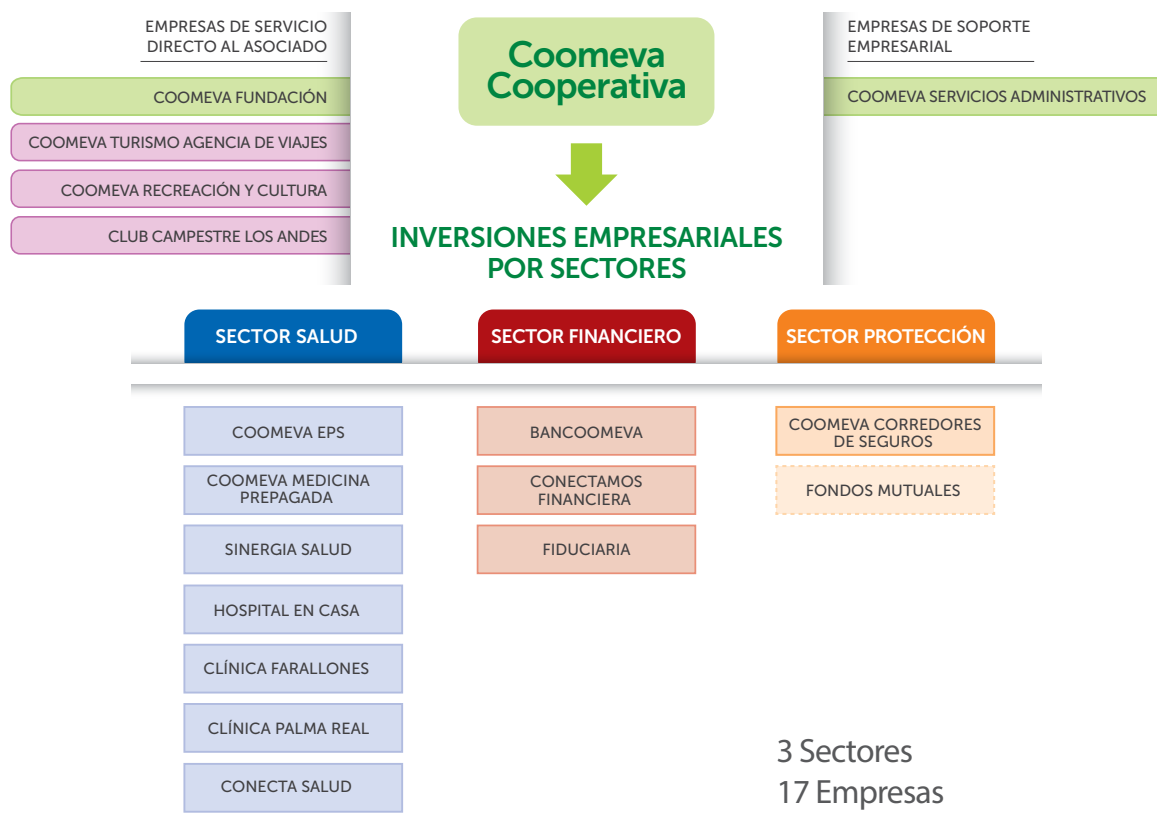 EMPRESAS DE SERVICIO
DIRECTO AL ASOCIADO
COOMEVA FUNDACIÓN
COOMEVA TURISMO AGENCIA DE VIAJES
COOMEVA RECREACIÓN Y CULTURA
CLUB CAMPESTRE LOS ANDES
Coomeva
Cooperativa
EMPRESAS DE SOPORTE
EMPRESARIAL
COOMEVA SERVICIOS ADMINISTRATIVOS
INVERSIONES EMPRESARIALES
POR SECTORES
SECTOR SALUD
COOMEVA EPS
COOMEVA MEDICINA
PREPAGADA
SINERGIA SALUD
HOSPITAL EN CASA
CLÍNICA FARALLONES
CLÍNICA PALMA REAL
CONECTA SALUD
SECTOR FINANCIERO
BANCOOMEVA
CONECTAMOS
FINANCIERA
FIDUCIARIA
SECTOR PROTECCIÓN
COOMEVA CORREDORES
DE SEGUROS
FONDOS MUTUALES
3 Sectores
17 Empresas